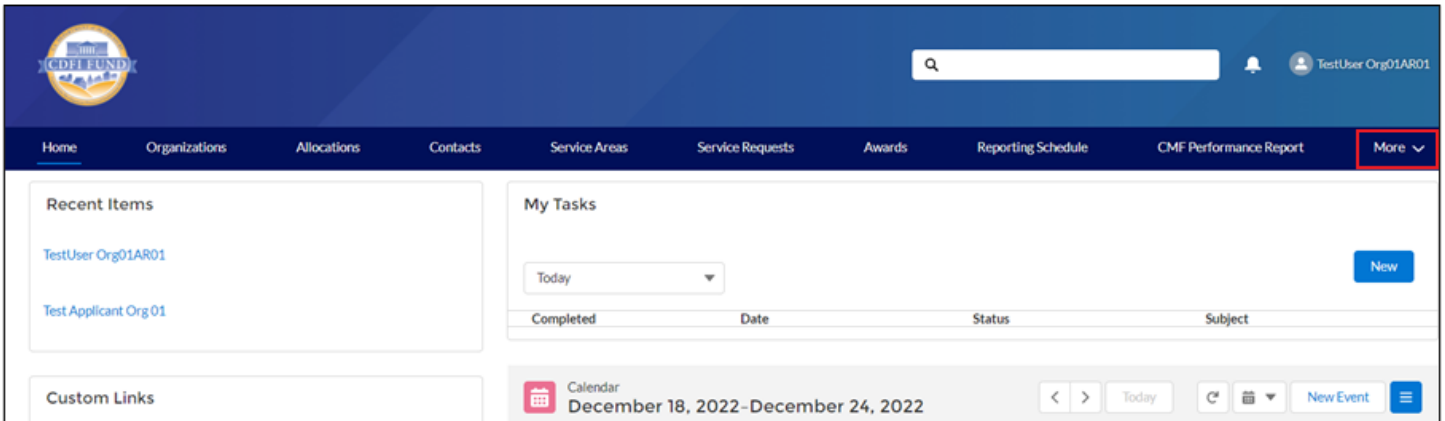 CDFI FUND
TestUser Org01AR01
Home Organizations Allocations Contacts Service Areas Service Requests Awards Reporting Schedule CMF Performance Report More
Recent Items
TestUser Org01AR01
Test Applicant Org 01
Custom Links
My Tasks
Today
New
Completed Date Status Subject
Calendar
December 18, 2022–December 24, 2022
Today
New Event